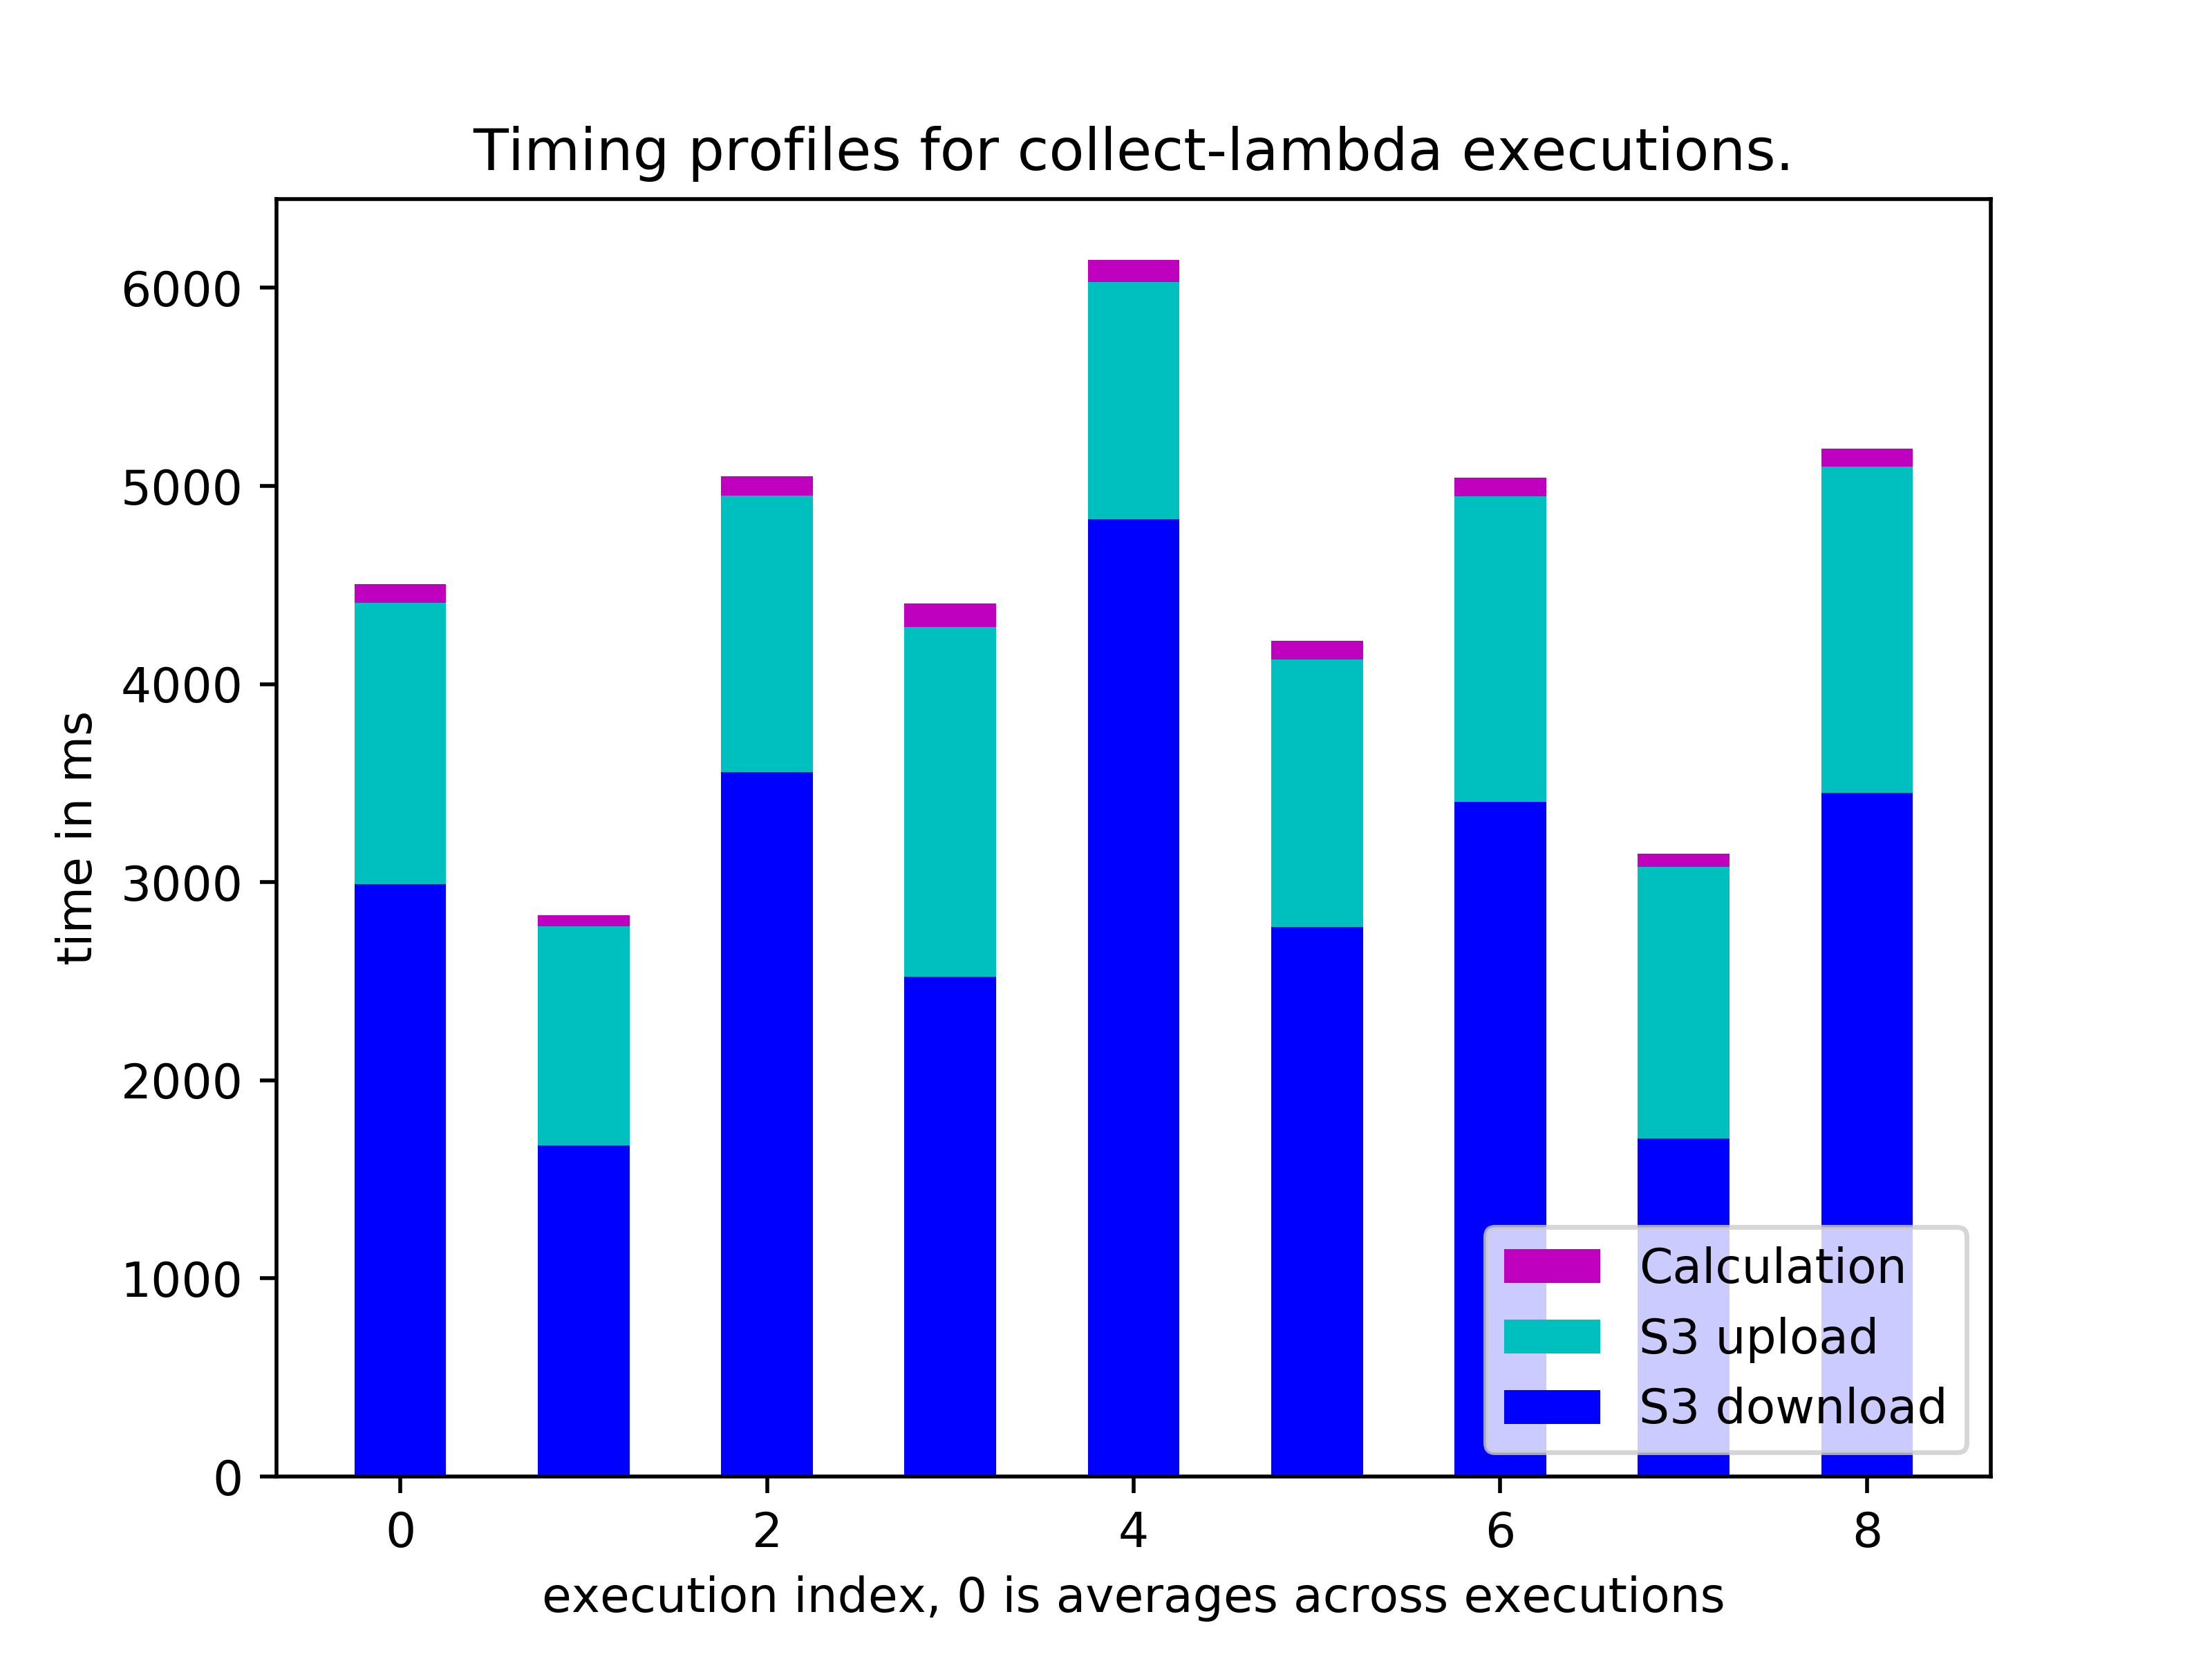 Timing profiles for collect-lambda executions.
6000
5000
4000
3000
2000
1000
0
time in ms
Calculation
S3 upload
S3 download
0 2 4 6 8
execution index, 0 is averages across executions